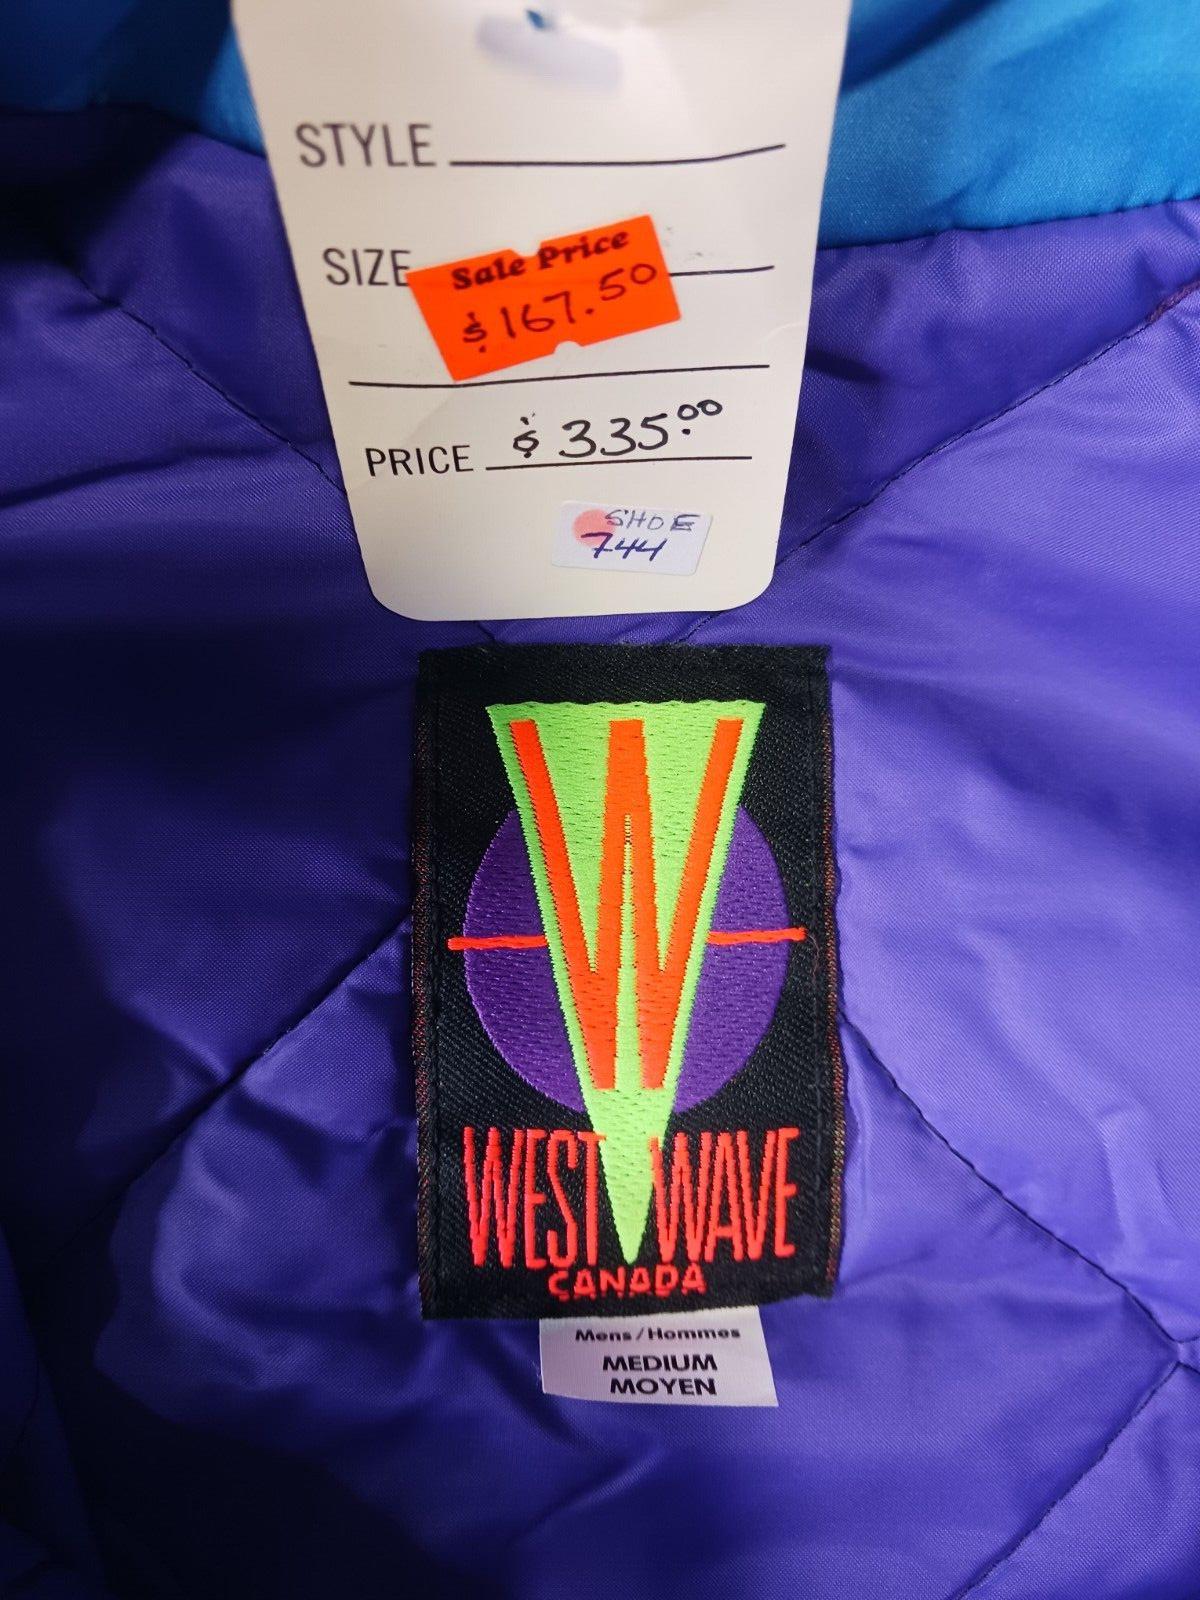 STYLE
SIZE
Sale Price
$167.50
PRICE $335.00
SHOE
744
W
WEST WAVE
CANADA
Mens/Hommes
MEDIUM
MOYEN